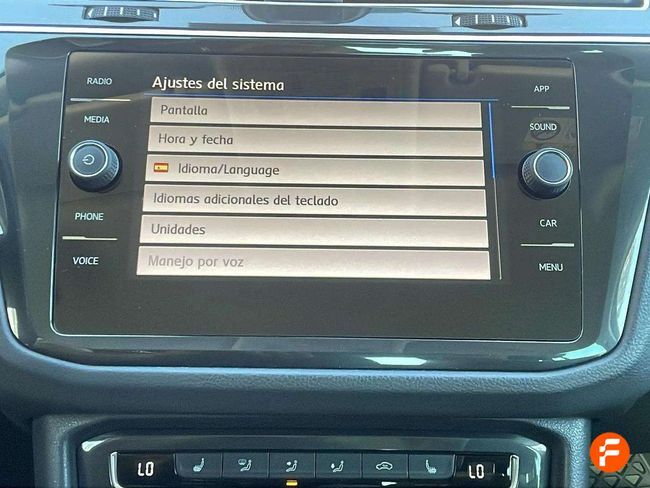 RADIO
MEDIA
PHONE
VOICE
Ajustes del sistema
Pantalla
Hora y fecha
Idioma/Language
Idiomas adicionales del teclado
Unidades
Manejo por voz
APP
SOUND
CAR
MENU
LO
LO